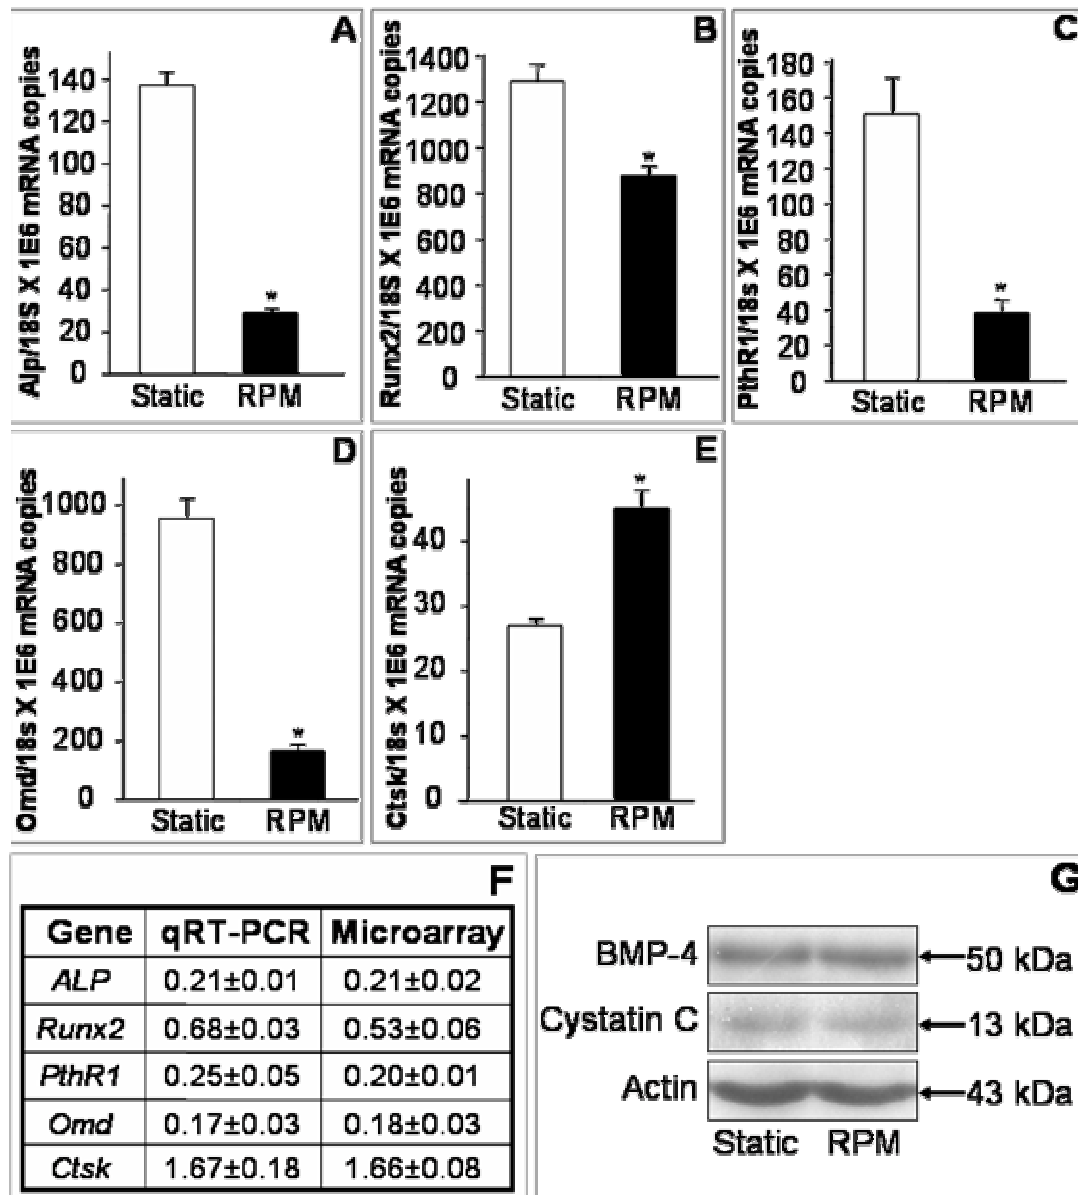 A
Alp/18S X 1E6 mRNA copies
140
120
100
80
60
40
20
0
*
Static RPM
B
Runx2/18S X 1E6 mRNA copies
1400
1200
1000
800
600
400
200
0
*
Static RPM
C
PthR1/18s X 1E6 mRNA copies
180
160
140
120
100
80
60
40
20
0
*
Static RPM
D
Omd/18s X 1E6 mRNA copies
1000
800
600
400
200
0
*
Static RPM
E
Ctsk/18s X 1E6 mRNA copies
40
30
20
10
0
*
Static RPM
F
Gene qRT-PCR Microarray
ALP 0.21±0.01 0.21±0.02
Runx2 0.68±0.03 0.53±0.06
PthR1 0.25±0.05 0.20±0.01
Omd 0.17±0.03 0.18±0.03
Ctsk 1.67±0.18 1.66±0.08
G
BMP-4 50 kDa
Cystatin C 13 kDa
Actin 43 kDa
Static RPM